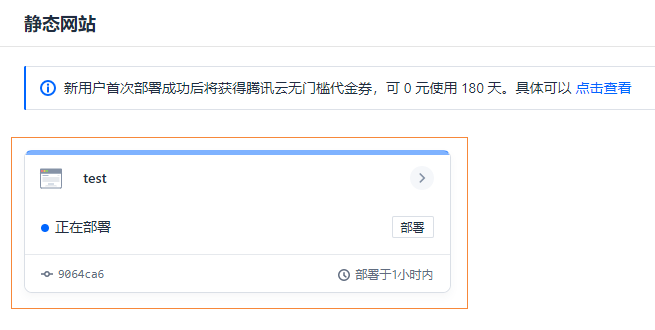 静态网站
新用户首次部署成功后将获得腾讯云无门槛代金券，可 0 元使用 180 天。具体可以 点击查看
test
正在部署
部署
9064ca6
部署于1小时内